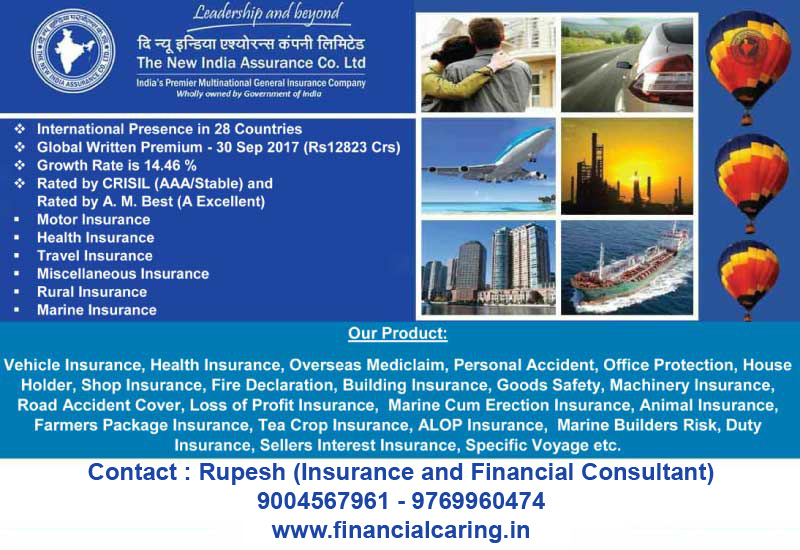 Leadership and beyond
THE NEW INDIA ASSURANCE CO. LTD
दि न्यू इन्डिया एश्योरन्स कंपनी लिमिटेड
The New India Assurance Co. Ltd
India's Premier Multinational General Insurance Company
Wholly owned by Government of India
❖ International Presence in 28 Countries
❖ Global Written Premium - 30 Sep 2017 (Rs12823 Crs)
❖ Growth Rate is 14.46 %
❖ Rated by CRISIL (AAA/Stable) and
Rated by A. M. Best (A Excellent)
▪ Motor Insurance
▪ Health Insurance
▪ Travel Insurance
▪ Miscellaneous Insurance
▪ Rural Insurance
▪ Marine Insurance
Our Product:
Vehicle Insurance, Health Insurance, Overseas Mediclaim, Personal Accident, Office Protection, House
Holder, Shop Insurance, Fire Declaration, Building Insurance, Goods Safety, Machinery Insurance,
Road Accident Cover, Loss of Profit Insurance, Marine Cum Erection Insurance, Animal Insurance,
Farmers Package Insurance, Tea Crop Insurance, ALOP Insurance, Marine Builders Risk, Duty
Insurance, Sellers Interest Insurance, Specific Voyage etc.
Contact : Rupesh (Insurance and Financial Consultant)
9004567961 - 9769960474
www.financialcaring.in